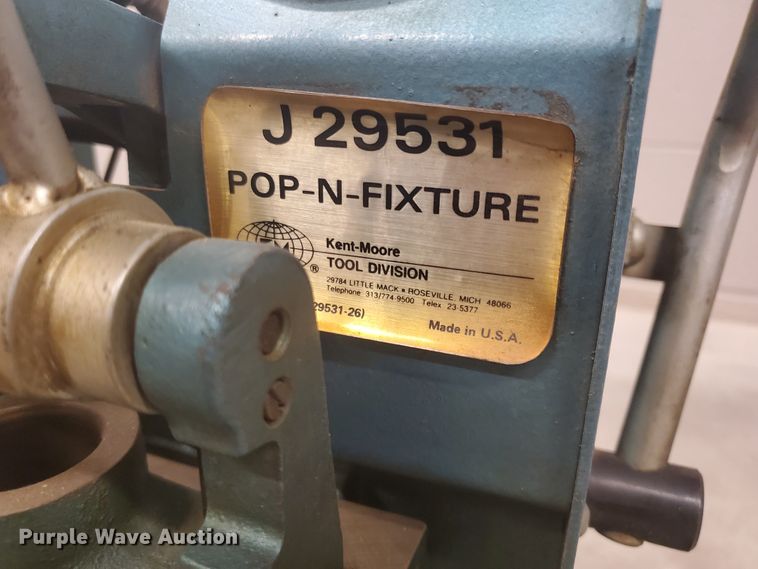 J 29531
POP-N-FIXTURE
Kent-Moore
®
TOOL DIVISION
29784 LITTLE MACK ■ ROSEVILLE, MICH 48066
Telephone 313/774-9500 Telex 23-5377
29531-26)
Made in U.S.A.
Purple Wave Auction®